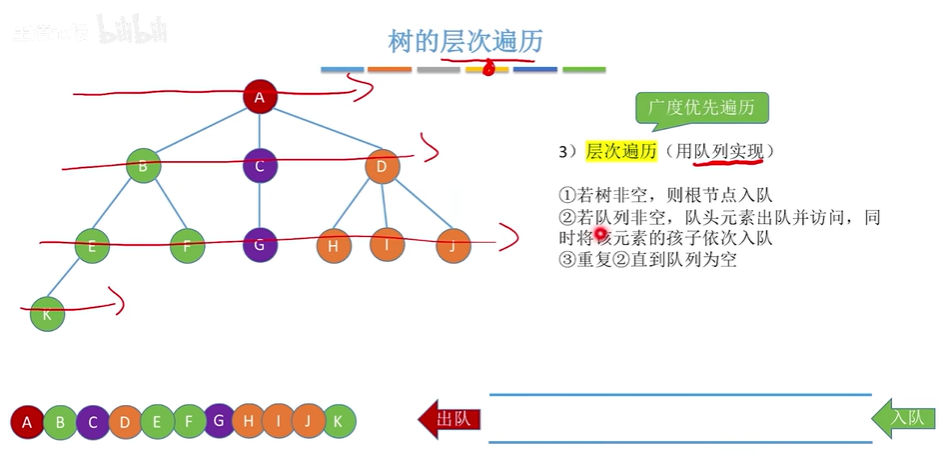 bilibili
树的层次遍历
A
广度优先遍历
B C D
3）层次遍历（用队列实现）
①若树非空，则根节点入队
②若队列非空，队头元素出队并访问，同
时将该元素的孩子依次入队
③重复②直到队列为空
E F G H I J
K
A B C D E F G H I J K
出队
入队